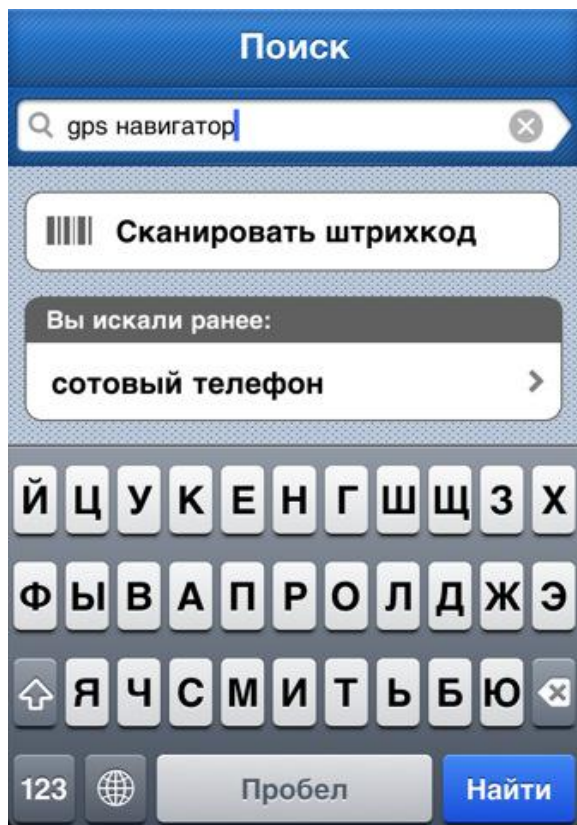 Поиск
gps навигатор
Сканировать штрихкод
Вы искали ранее:
сотовый телефон
Й Ц У К Е Н Г Ш Щ З Х
Ф Ы В А П Р О Л Д Ж Э
Я Ч С М И Т Ь Б Ю
123 Пробел Найти